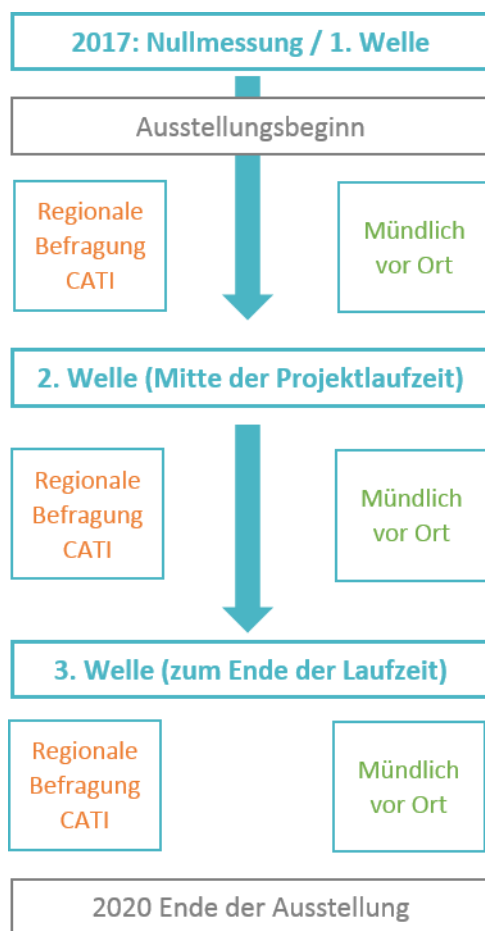 2017: Nullmessung / 1. Welle
Ausstellungsbeginn
Regionale
Befragung
CATI
Mündlich
vor Ort
2. Welle (Mitte der Projektlaufzeit)
Regionale
Befragung
CATI
Mündlich
vor Ort
3. Welle (zum Ende der Laufzeit)
Regionale
Befragung
CATI
Mündlich
vor Ort
2020 Ende der Ausstellung